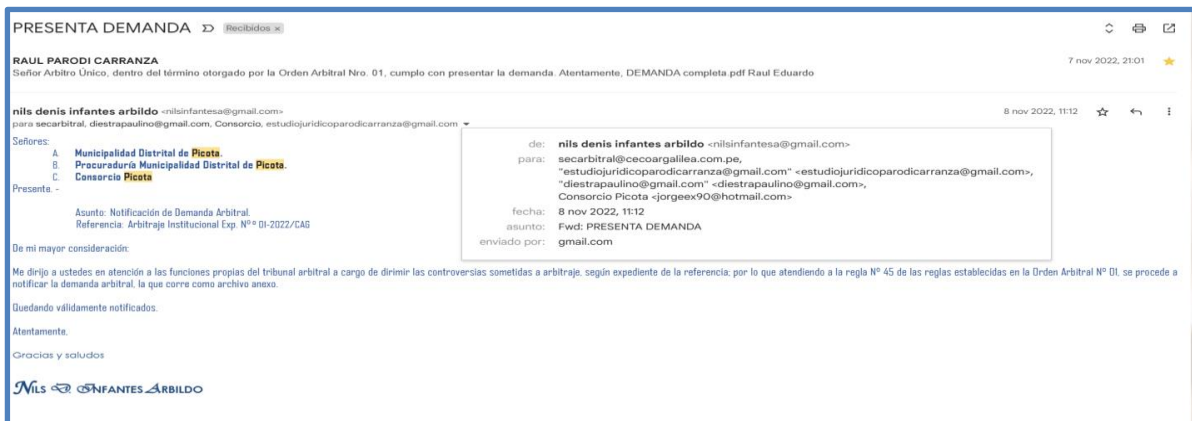 PRESENTA DEMANDA Recibidos ×
RAUL PARODI CARRANZA 7 nov 2022, 21:01
Señor Arbitro Único, dentro del término otorgado por la Orden Arbitral Nro. 01, cumplo con presentar la demanda. Atentamente, DEMANDA completa.pdf Raul Eduardo
nils denis infantes arbildo <nilsinfantesa@gmail.com> 8 nov 2022, 11:12
para secarbitral, diestrapaulino@gmail.com, Consorcio, estudiojuridicoparodicarranza@gmail.com
de: nils denis infantes arbildo <nilsinfantesa@gmail.com>
para: secarbitral@cecoargalilea.com.pe,
"estudiojuridicoparodicarranza@gmail.com" <estudiojuridicoparodicarranza@gmail.com>,
"diestrapaulino@gmail.com" <diestrapaulino@gmail.com>,
Consorcio Picota <jorgeex90@hotmail.com>
fecha: 8 nov 2022, 11:12
asunto: Fwd: PRESENTA DEMANDA
enviado por: gmail.com
Señores:
A. Municipalidad Distrital de Picota.
B. Procuraduría Municipalidad Distrital de Picota.
C. Consorcio Picota
Presente. -
Asunto: Notificación de Demanda Arbitral.
Referencia: Arbitraje Institucional Exp. Nº° 01-2022/CAG
De mi mayor consideración:
Me dirijo a ustedes en atención a las funciones propias del tribunal arbitral a cargo de dirimir las controversias sometidas a arbitraje, según expediente de la referencia; por lo que atendiendo a la regla N° 45 de las reglas establecidas en la Orden Arbitral N° 01, se procede a
notificar la demanda arbitral, la que corre como archivo anexo.
Quedando válidamente notificados.
Atentamente,
Gracias y saludos
NILS D. INFANTES ARBILDO